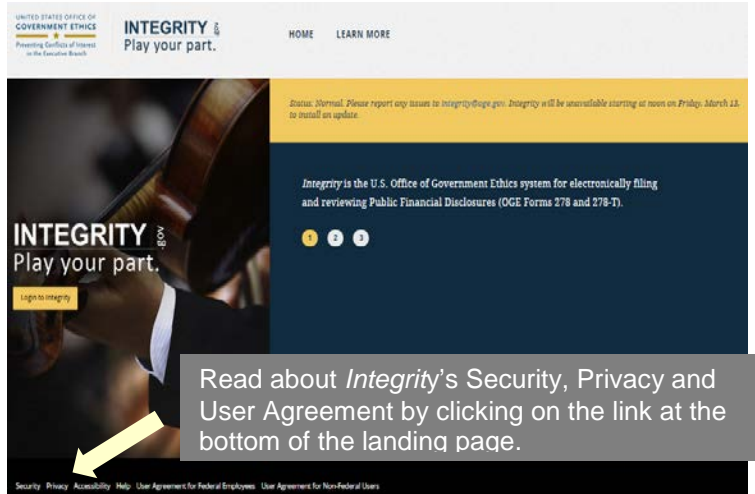 UNITED STATES OFFICE OF
GOVERNMENT ETHICS
Preventing Conflicts of Interest
in the Executive Branch
INTEGRITY .gov
Play your part.
HOME LEARN MORE
Status: Normal. Please report any issues to integrity@oge.gov. Integrity will be unavailable starting at noon on Friday, March 13,
to install an update.
Integrity is the U.S. Office of Government Ethics system for electronically filing
and reviewing Public Financial Disclosures (OGE Forms 278 and 278-T).
1 2 3
INTEGRITY .gov
Play your part.
Login to Integrity
Read about Integrity's Security, Privacy and
User Agreement by clicking on the link at the
bottom of the landing page.
Security Privacy Accessibility Help User Agreement for Federal Employees User Agreement for Non-Federal Users